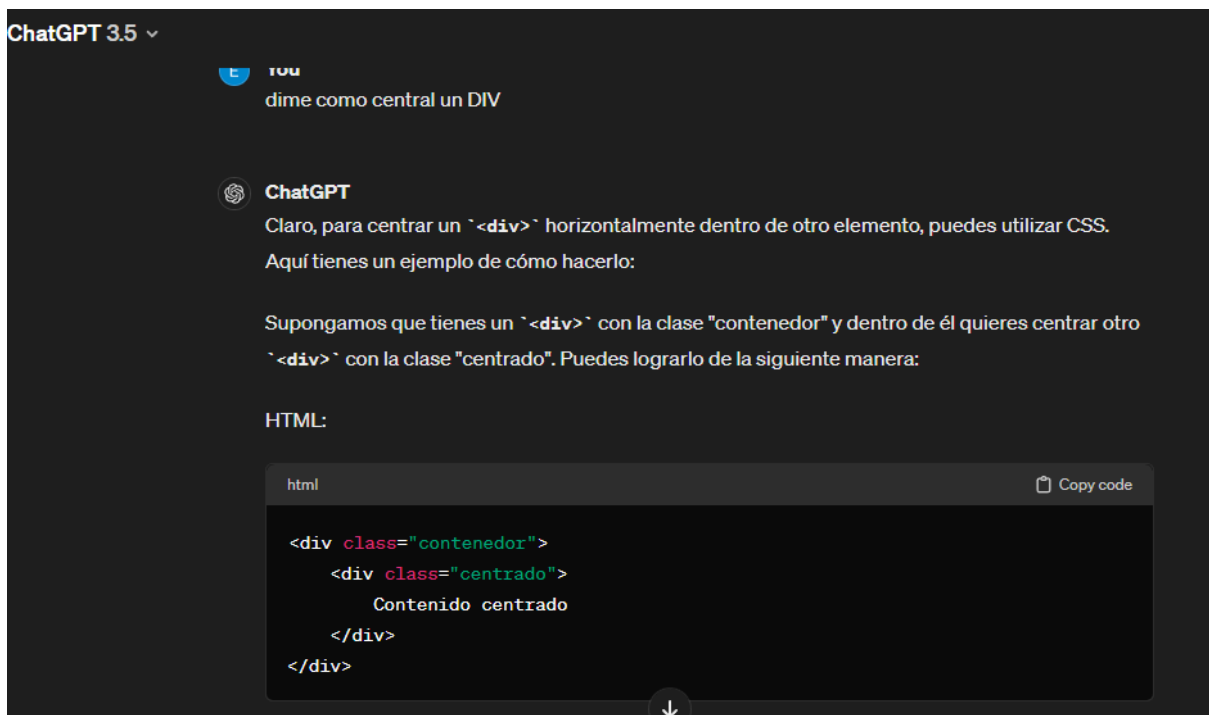 ChatGPT 3.5
E You
dime como central un DIV
ChatGPT
Claro, para centrar un `<div>` horizontalmente dentro de otro elemento, puedes utilizar CSS.
Aquí tienes un ejemplo de cómo hacerlo:
Supongamos que tienes un `<div>` con la clase "contenedor" y dentro de él quieres centrar otro
`<div>` con la clase "centrado". Puedes lograrlo de la siguiente manera:
HTML:
html Copy code
<div class="contenedor">
    <div class="centrado">
        Contenido centrado
    </div>
</div>